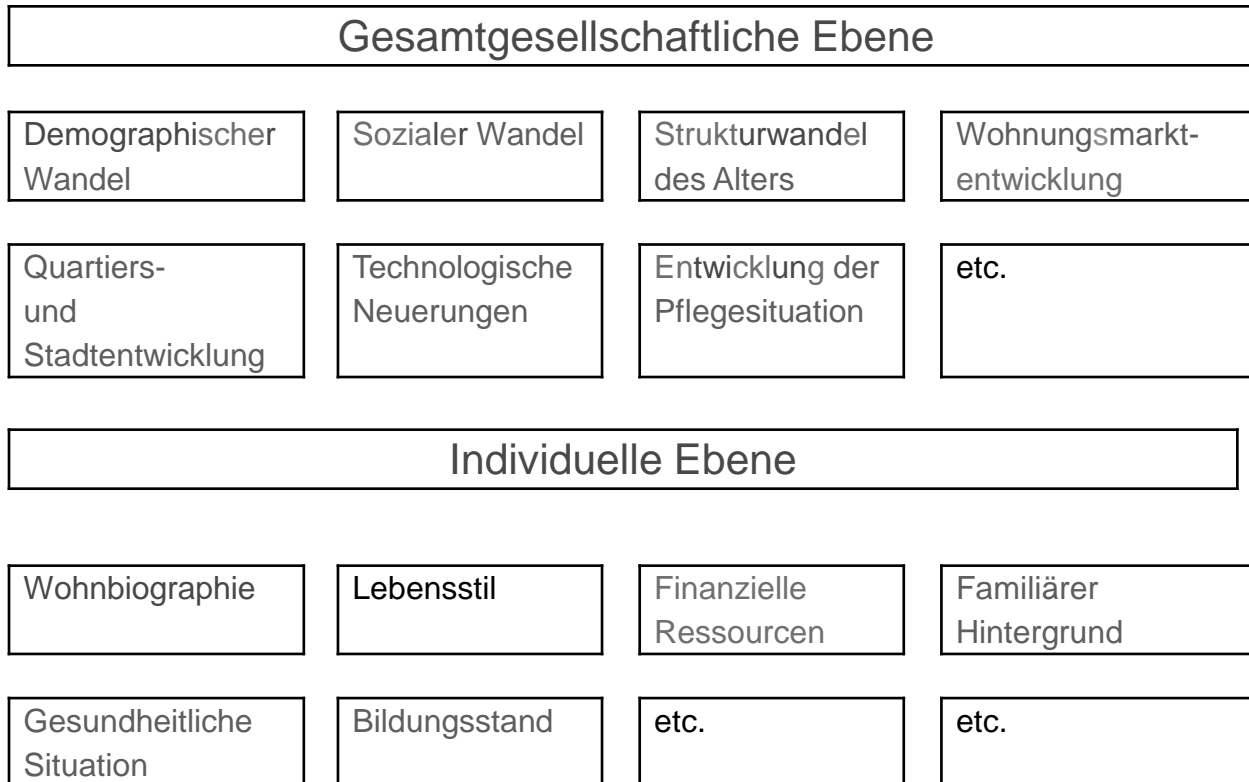 Gesamtgesellschaftliche Ebene
Demographischer
Wandel
Sozialer Wandel
Strukturwandel
des Alters
Wohnungsmarkt-
entwicklung
Quartiers-
und
Stadtentwicklung
Technologische
Neuerungen
Entwicklung der
Pflegesituation
etc.
Individuelle Ebene
Wohnbiographie
Lebensstil
Finanzielle
Ressourcen
Familiärer
Hintergrund
Gesundheitliche
Situation
Bildungsstand
etc.
etc.